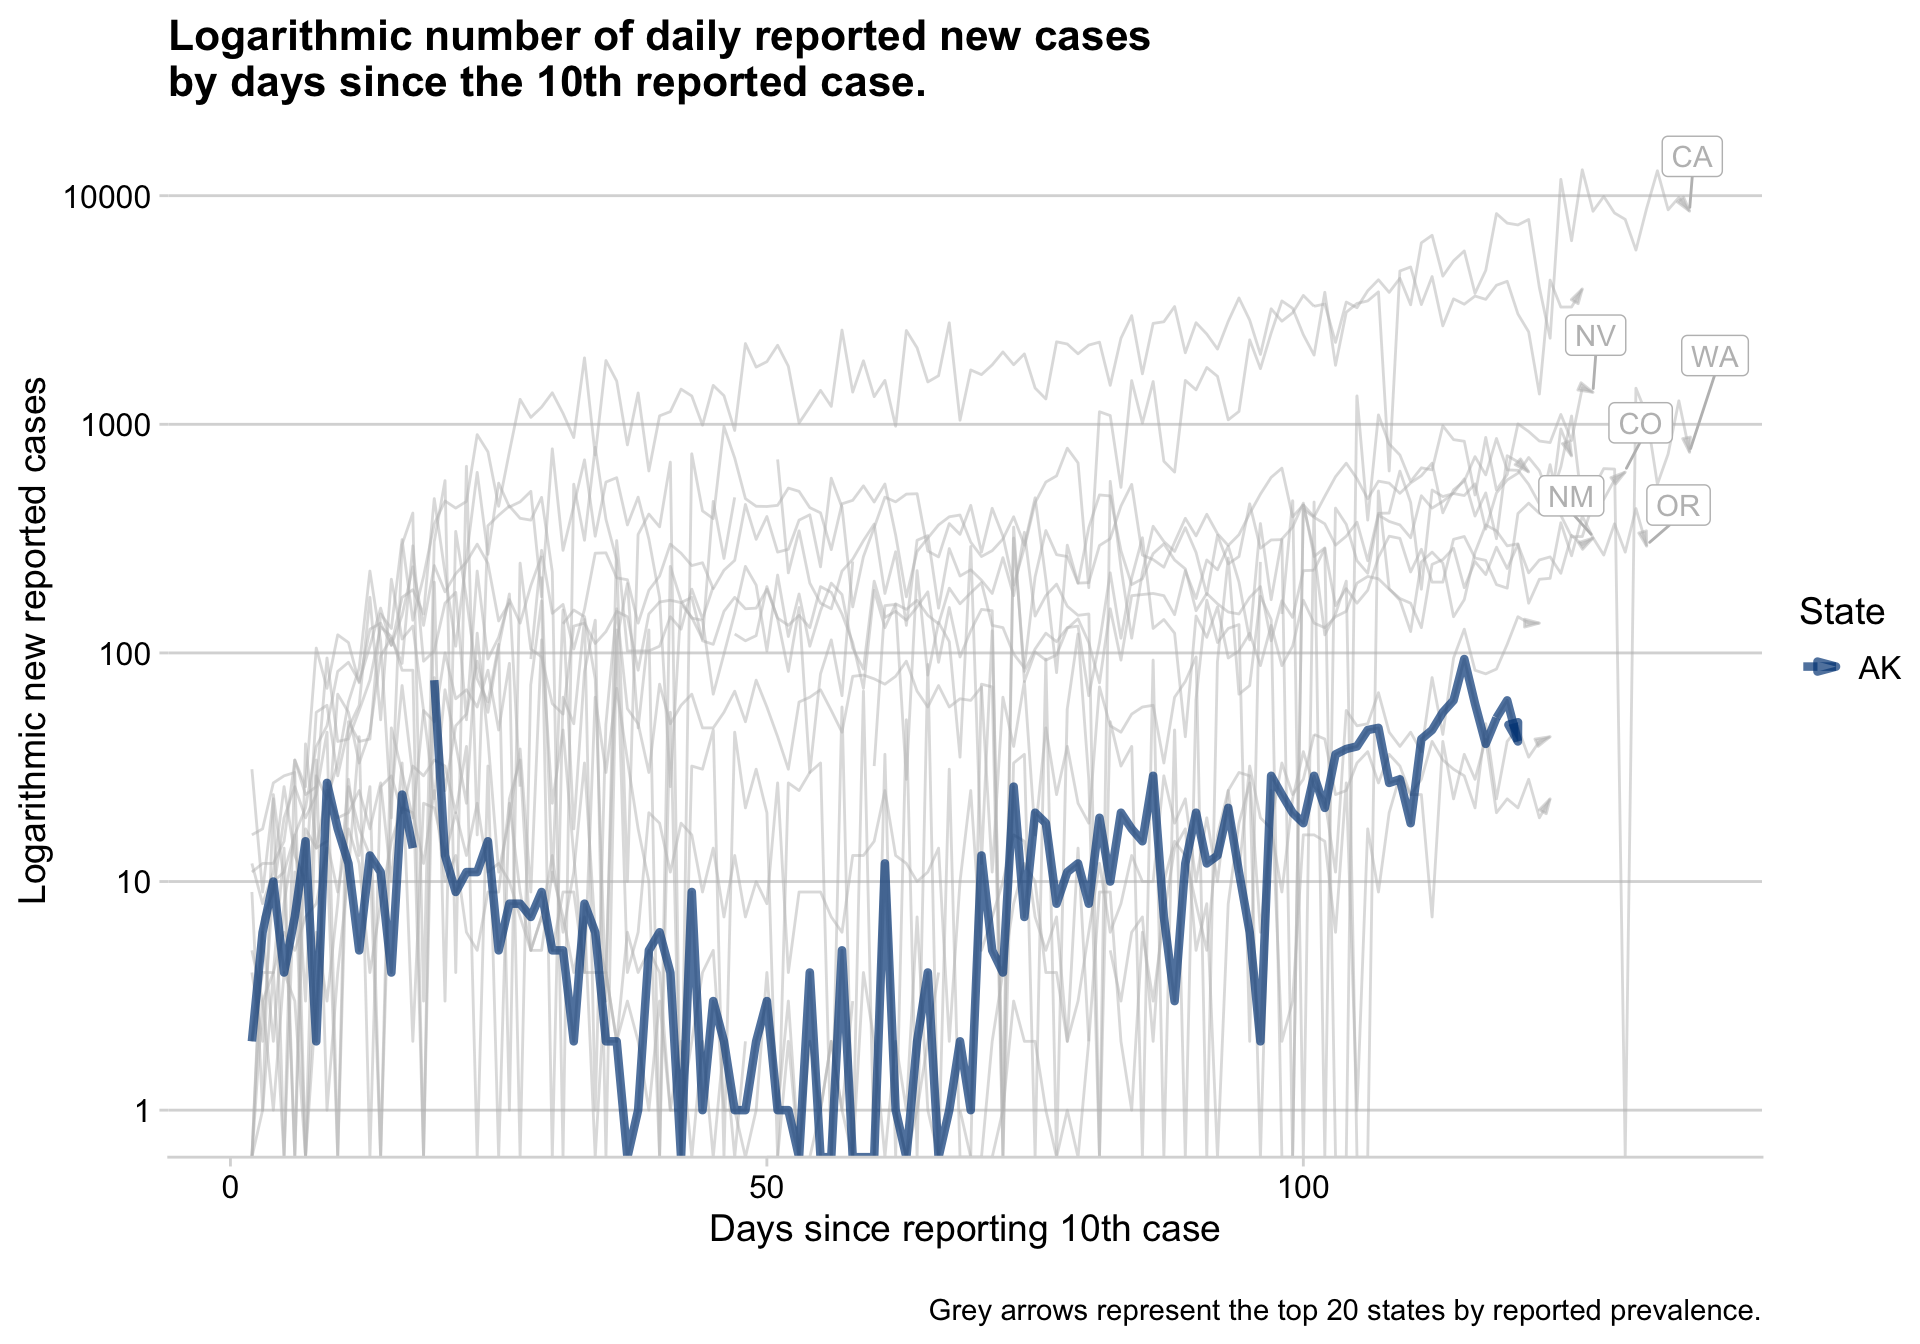 Logarithmic number of daily reported new cases
by days since the 10th reported case.
Logarithmic new reported cases
10000
1000
100
10
1
CA
NV
WA
CO
NM
OR
State
AK
0
50
100
Days since reporting 10th case
Grey arrows represent the top 20 states by reported prevalence.